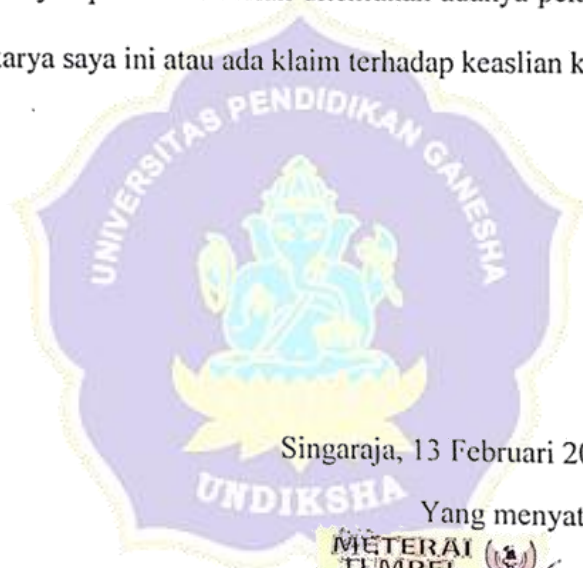 karya saya ini atau ada klaim terhadap keaslian
UNIVERSITAS PENDIDIKAN GANESHA
Singaraja, 13 Februari 20
UNDIKSHA
Yang menyat
METERAI
TEMPEL